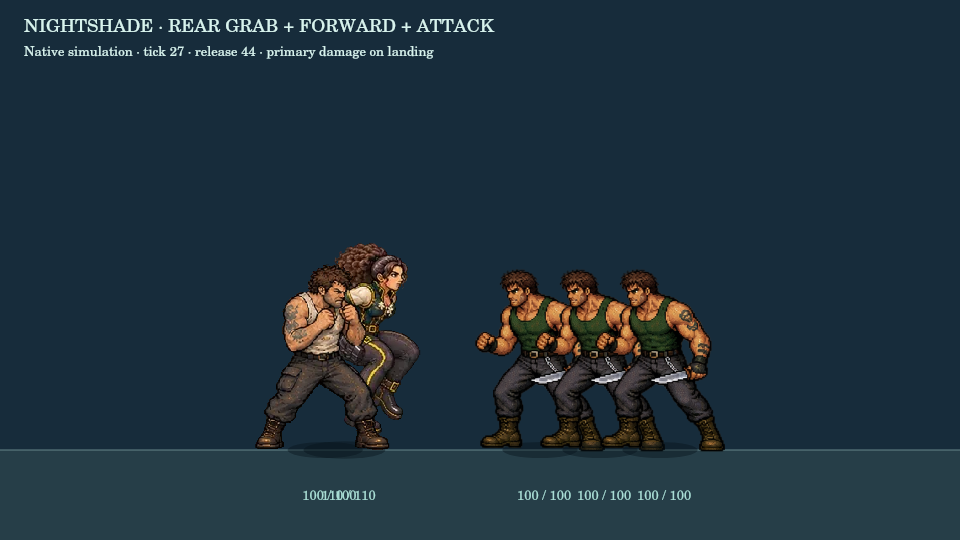 NIGHTSHADE · REAR GRAB + FORWARD + ATTACK
Native simulation · tick 27 · release 44 · primary damage on landing
100 / 100 100 / 100 100 / 100